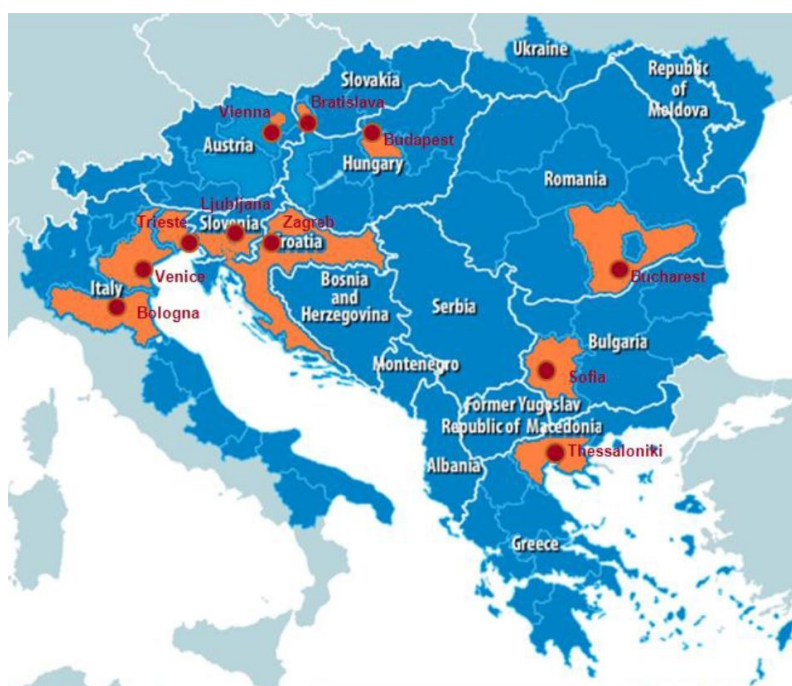 Ukraine
Slovakia
Republic
of
Moldova
Bratislava
Vienna
Austria
Budapest
Hungary
Romania
Ljubljana
Trieste
Slovenia
Zagreb
Croatia
Venice
Italy
Bologna
Bosnia
and
Herzegovina
Serbia
Bucharest
Bulgaria
Montenegro
Sofia
Former Yugoslav
Republic of Macedonia
Albania
Thessaloniki
Greece